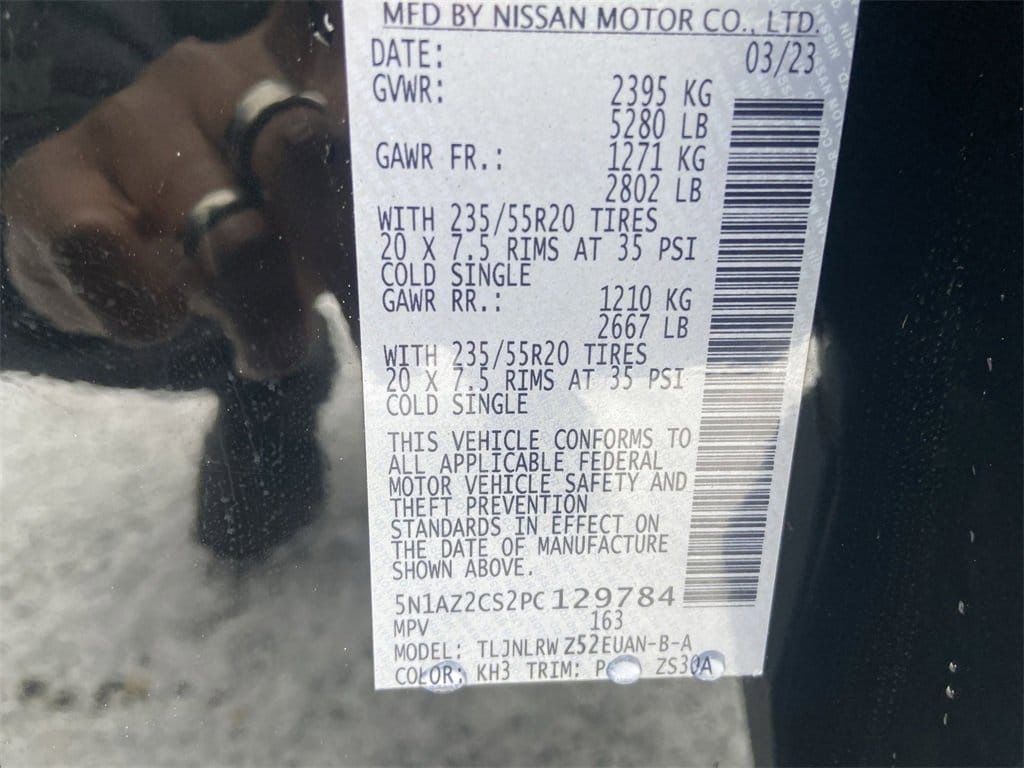 MFD BY NISSAN MOTOR CO., LTD.
DATE: 03/23
GVWR: 2395 KG
5280 LB
GAWR FR.: 1271 KG
2802 LB
WITH 235/55R20 TIRES
20 X 7.5 RIMS AT 35 PSI
COLD SINGLE
GAWR RR.: 1210 KG
2667 LB
WITH 235/55R20 TIRES
20 X 7.5 RIMS AT 35 PSI
COLD SINGLE
THIS VEHICLE CONFORMS TO
ALL APPLICABLE FEDERAL
MOTOR VEHICLE SAFETY AND
THEFT PREVENTION
STANDARDS IN EFFECT ON
THE DATE OF MANUFACTURE
SHOWN ABOVE.
5N1AZ2CS2PC129784
MPV 163
MODEL: TLJNLRWZ52EUAN-B-A
COLOR: KH3 TRIM: P ZS30A